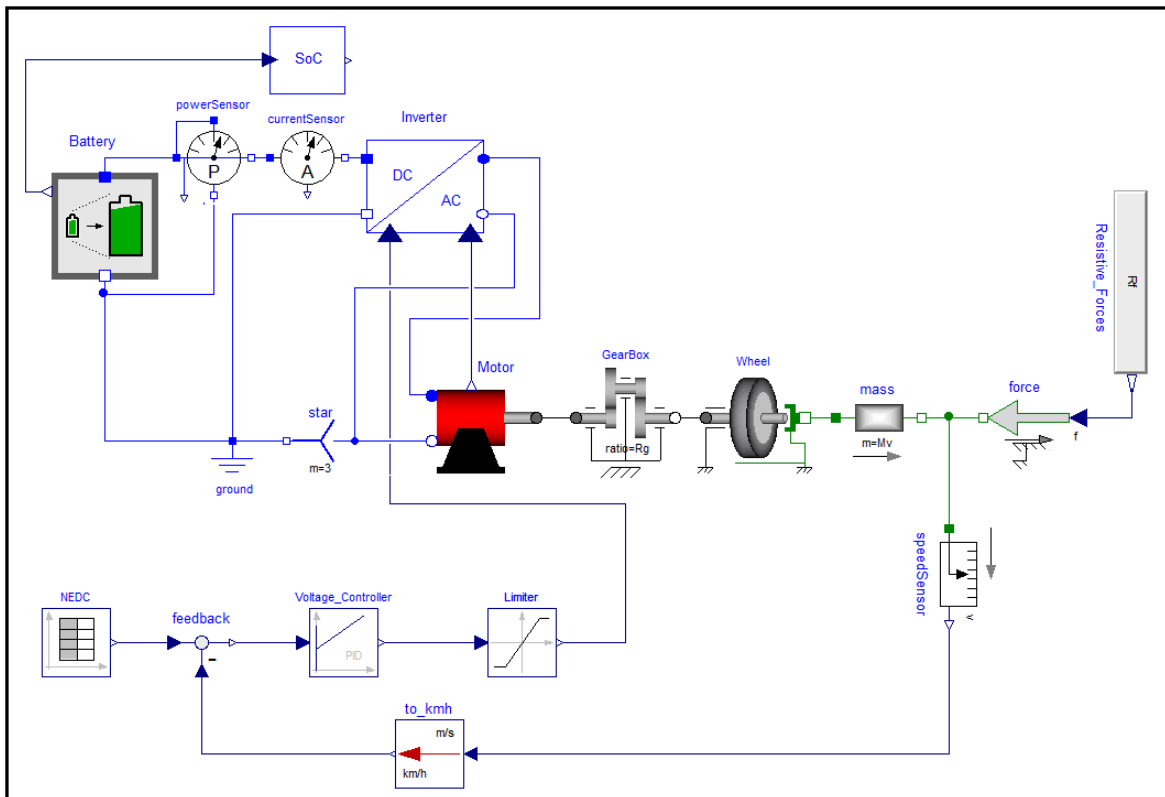 SoC
powerSensor
currentSensor
Inverter
Battery
P
A
DC
AC
Resistive_Forces
Rf
Motor
GearBox
Wheel
mass
force
star
ratio=Rg
m=Mv
f
m=3
ground
speedSensor
v
NEDC
feedback
Voltage_Controller
Limiter
PID
-
to_kmh
m/s
km/h